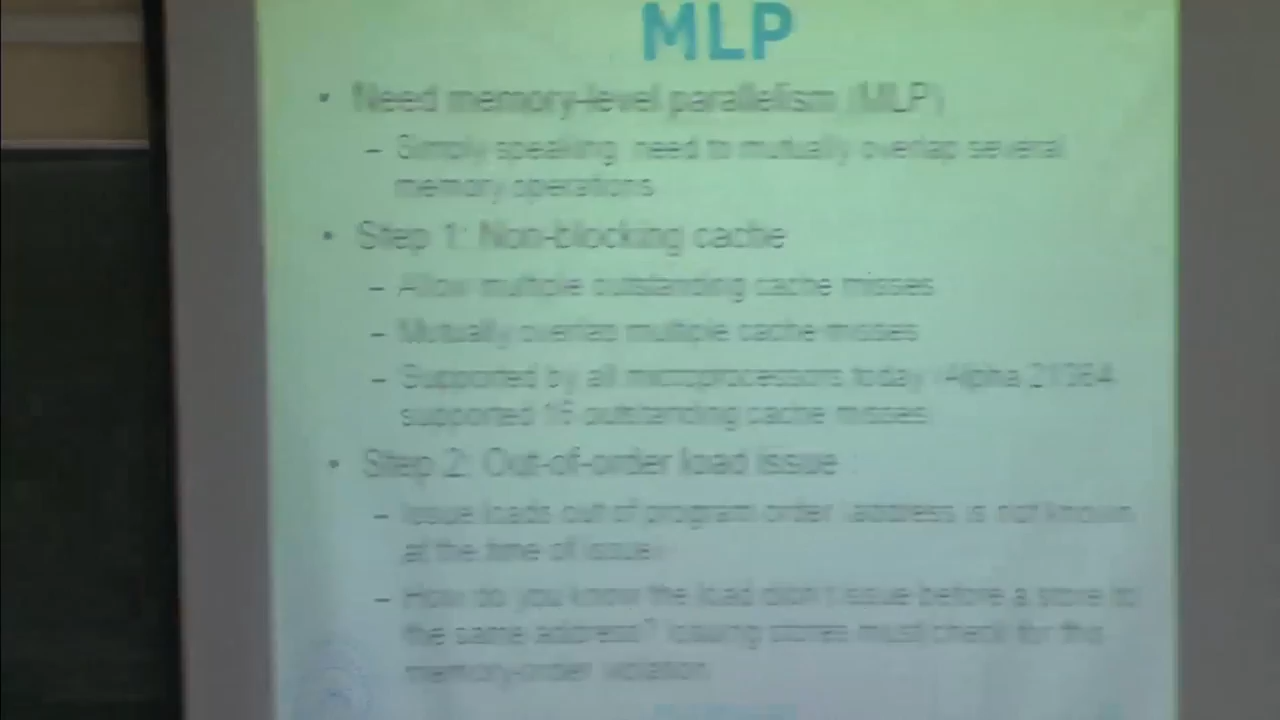 MLP
• Need memory-level parallelism (MLP)
– Simply speaking, need to mutually overlap several
memory operations
• Step 1: Non-blocking cache
– Allow multiple outstanding cache misses
– Mutually overlap multiple cache misses
– Supported by all microprocessors today (Alpha 21364
supported 16 outstanding cache misses)
• Step 2: Out-of-order load issue
– Issue loads out of program order (address is not known
at the time of issue)
– How do you know the load didn't issue before a store to
the same address? Issuing stores must check for this
memory-order violation